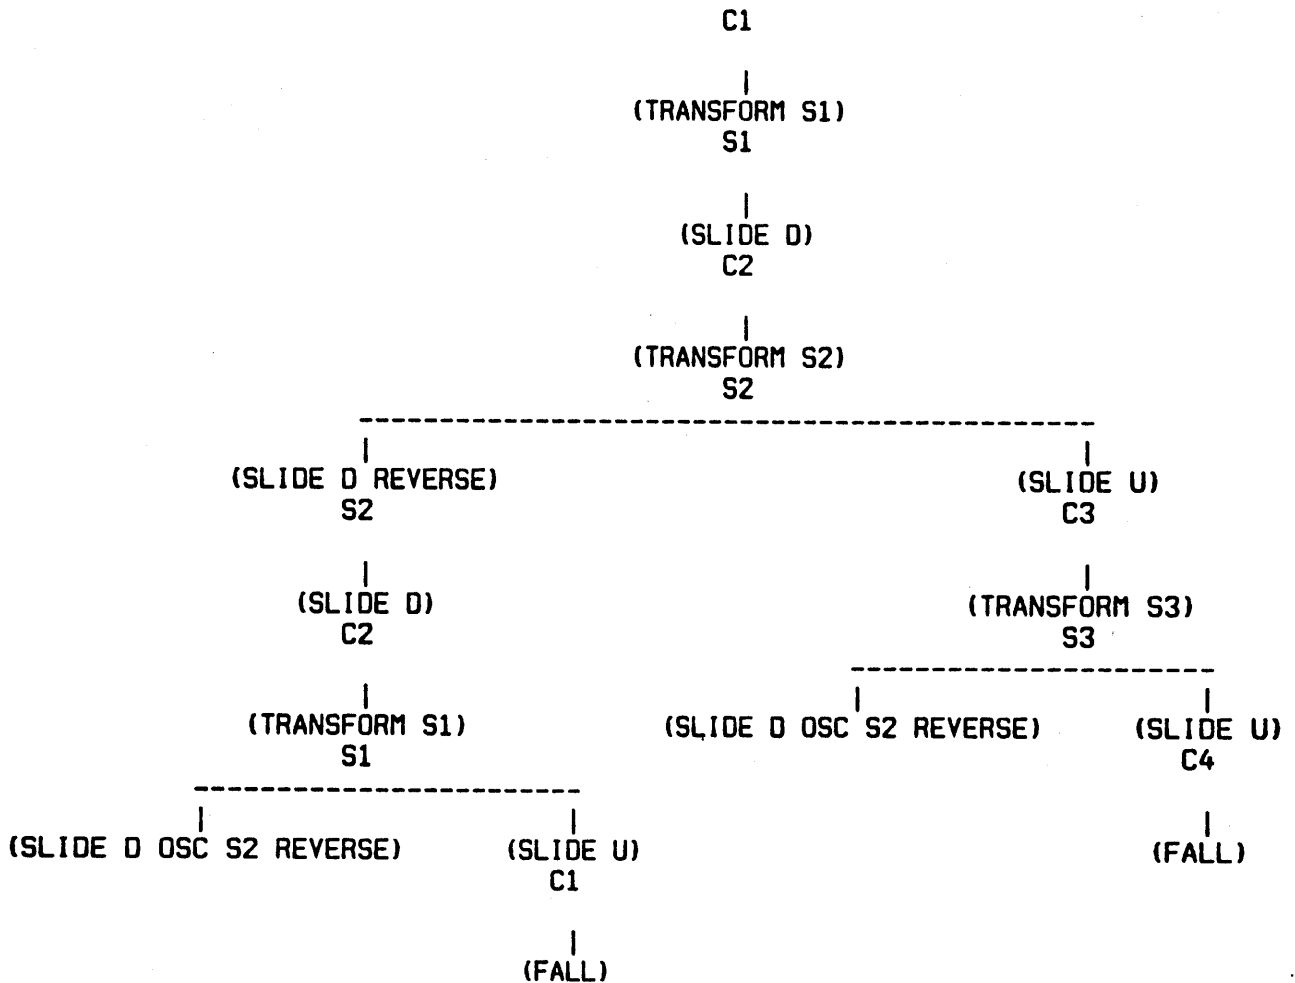 C1
(TRANSFORM S1)
S1
(SLIDE D)
C2
(TRANSFORM S2)
S2
(SLIDE D REVERSE)
S2
(SLIDE U)
C3
(SLIDE D)
C2
(TRANSFORM S3)
S3
(TRANSFORM S1)
S1
(SLIDE D OSC S2 REVERSE)
(SLIDE U)
C4
(SLIDE D OSC S2 REVERSE)
(SLIDE U)
C1
(FALL)
(FALL)